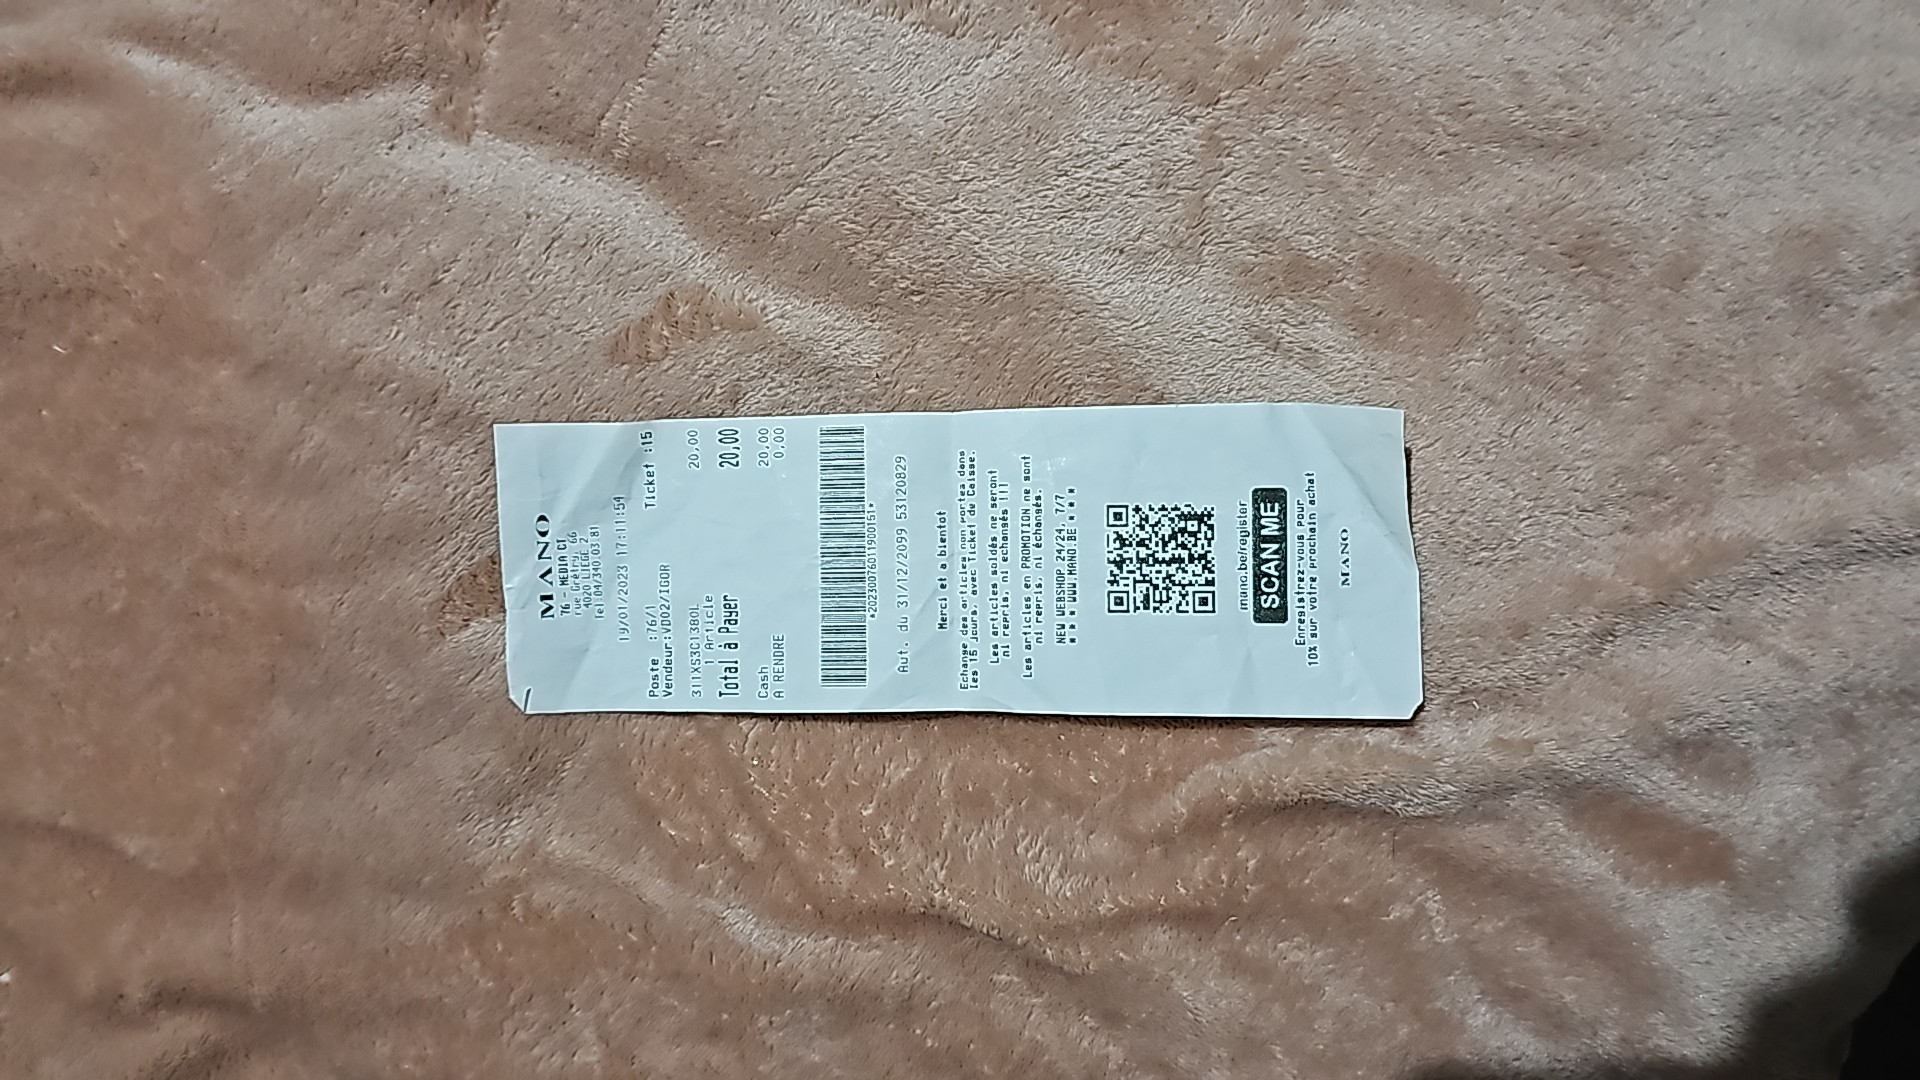 MANO
76 - MEDIA CI
rue Grétry, 66
4020 LIEGE 2
Tel:04/340.03.81
19/01/2023 17:11:54
Poste :76/1 Ticket :15
Vendeur:VD02/IGOR
311XS3C1380L 20,00
1 Article
Total à Payer 20,00
Cash 20,00
A RENDRE 0,00
*20230076011900151*
Aut. du 31/12/2099 53120829
Merci et a bientot
Echange des articles non portes dans
les 15 jours, avec Ticket de Caisse.
Les articles soldés ne seront
ni repris, ni echangés !!!
Les articles en PROMOTION ne sont
ni repris, ni échangés.
NEW WEBSHOP 24/24, 7/7
* * * WWW.MANO.BE * * *
mano.be/register
SCAN ME
Enregistrez-vous pour
10% sur votre prochain achat
MANO